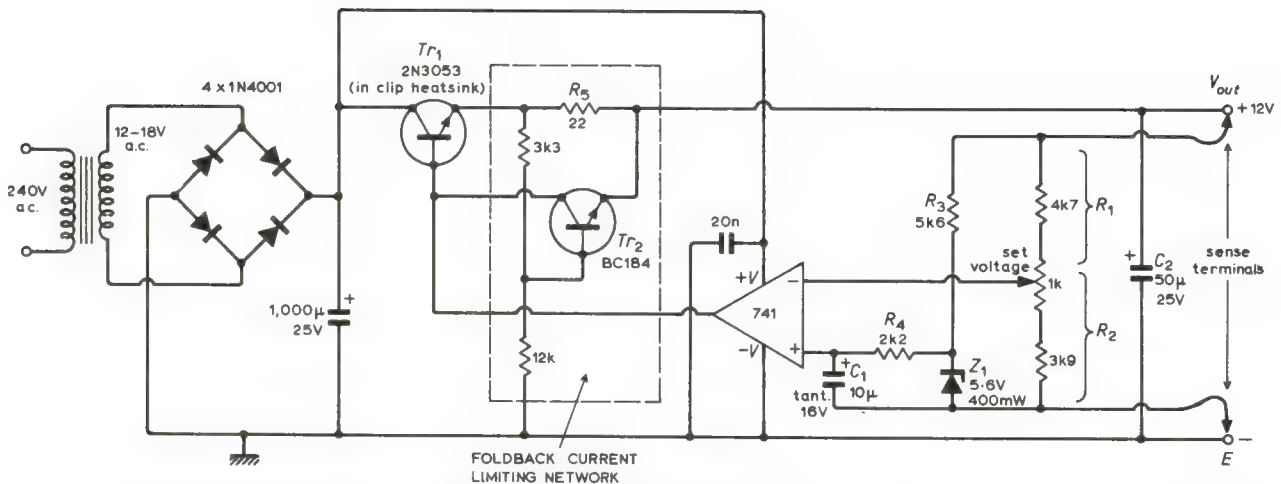 4 x 1N4001
12–18V
a.c.
240V
a.c.
1,000μ
25V
+
Tr1
2N3053
(in clip heatsink)
R5
22
3k3
Tr2
BC184
12k
FOLDBACK CURRENT
LIMITING NETWORK
20n
+V
741
−V
−
+
R4
2k2
+
C1
10μ
tant.
16V
R3
5k6
Z1
5·6V
400mW
set
voltage
4k7
R1
1k
R2
3k9
+
C2
50μ
25V
Vout
+12V
sense
terminals
−
E